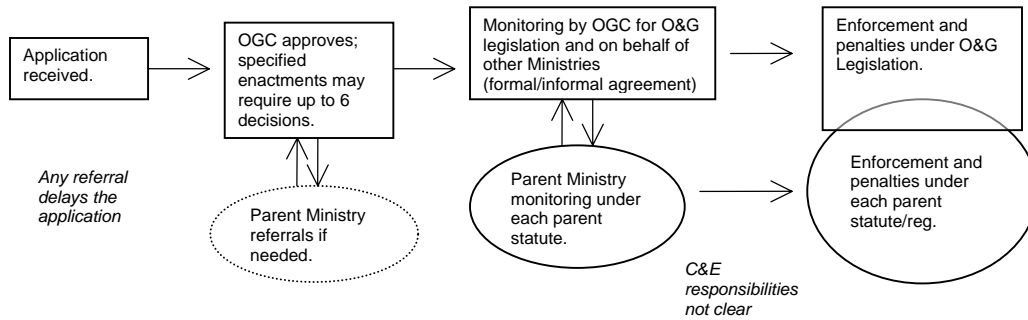 Application
received.
OGC approves;
specified
enactments may
require up to 6
decisions.
Monitoring by OGC for O&G
legislation and on behalf of
other Ministries
(formal/informal agreement)
Enforcement and
penalties under O&G
Legislation.
Any referral
delays the
application
Parent Ministry
referrals if
needed.
Parent Ministry
monitoring under
each parent
statute.
Enforcement and
penalties under
each parent
statute/reg.
C&E
responsibilities
not clear